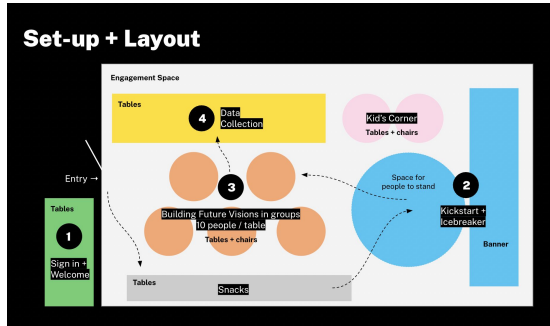 Set-up + Layout
Engagement Space
Tables
4
Data
Collection
Kid's Corner
Tables + chairs
Entry →
Space for
people to stand
2
Kickstart +
Icebreaker
Banner
3
Building Future Visions in groups
10 people / table
Tables + chairs
Tables
1
Sign in +
Welcome
Tables
Snacks